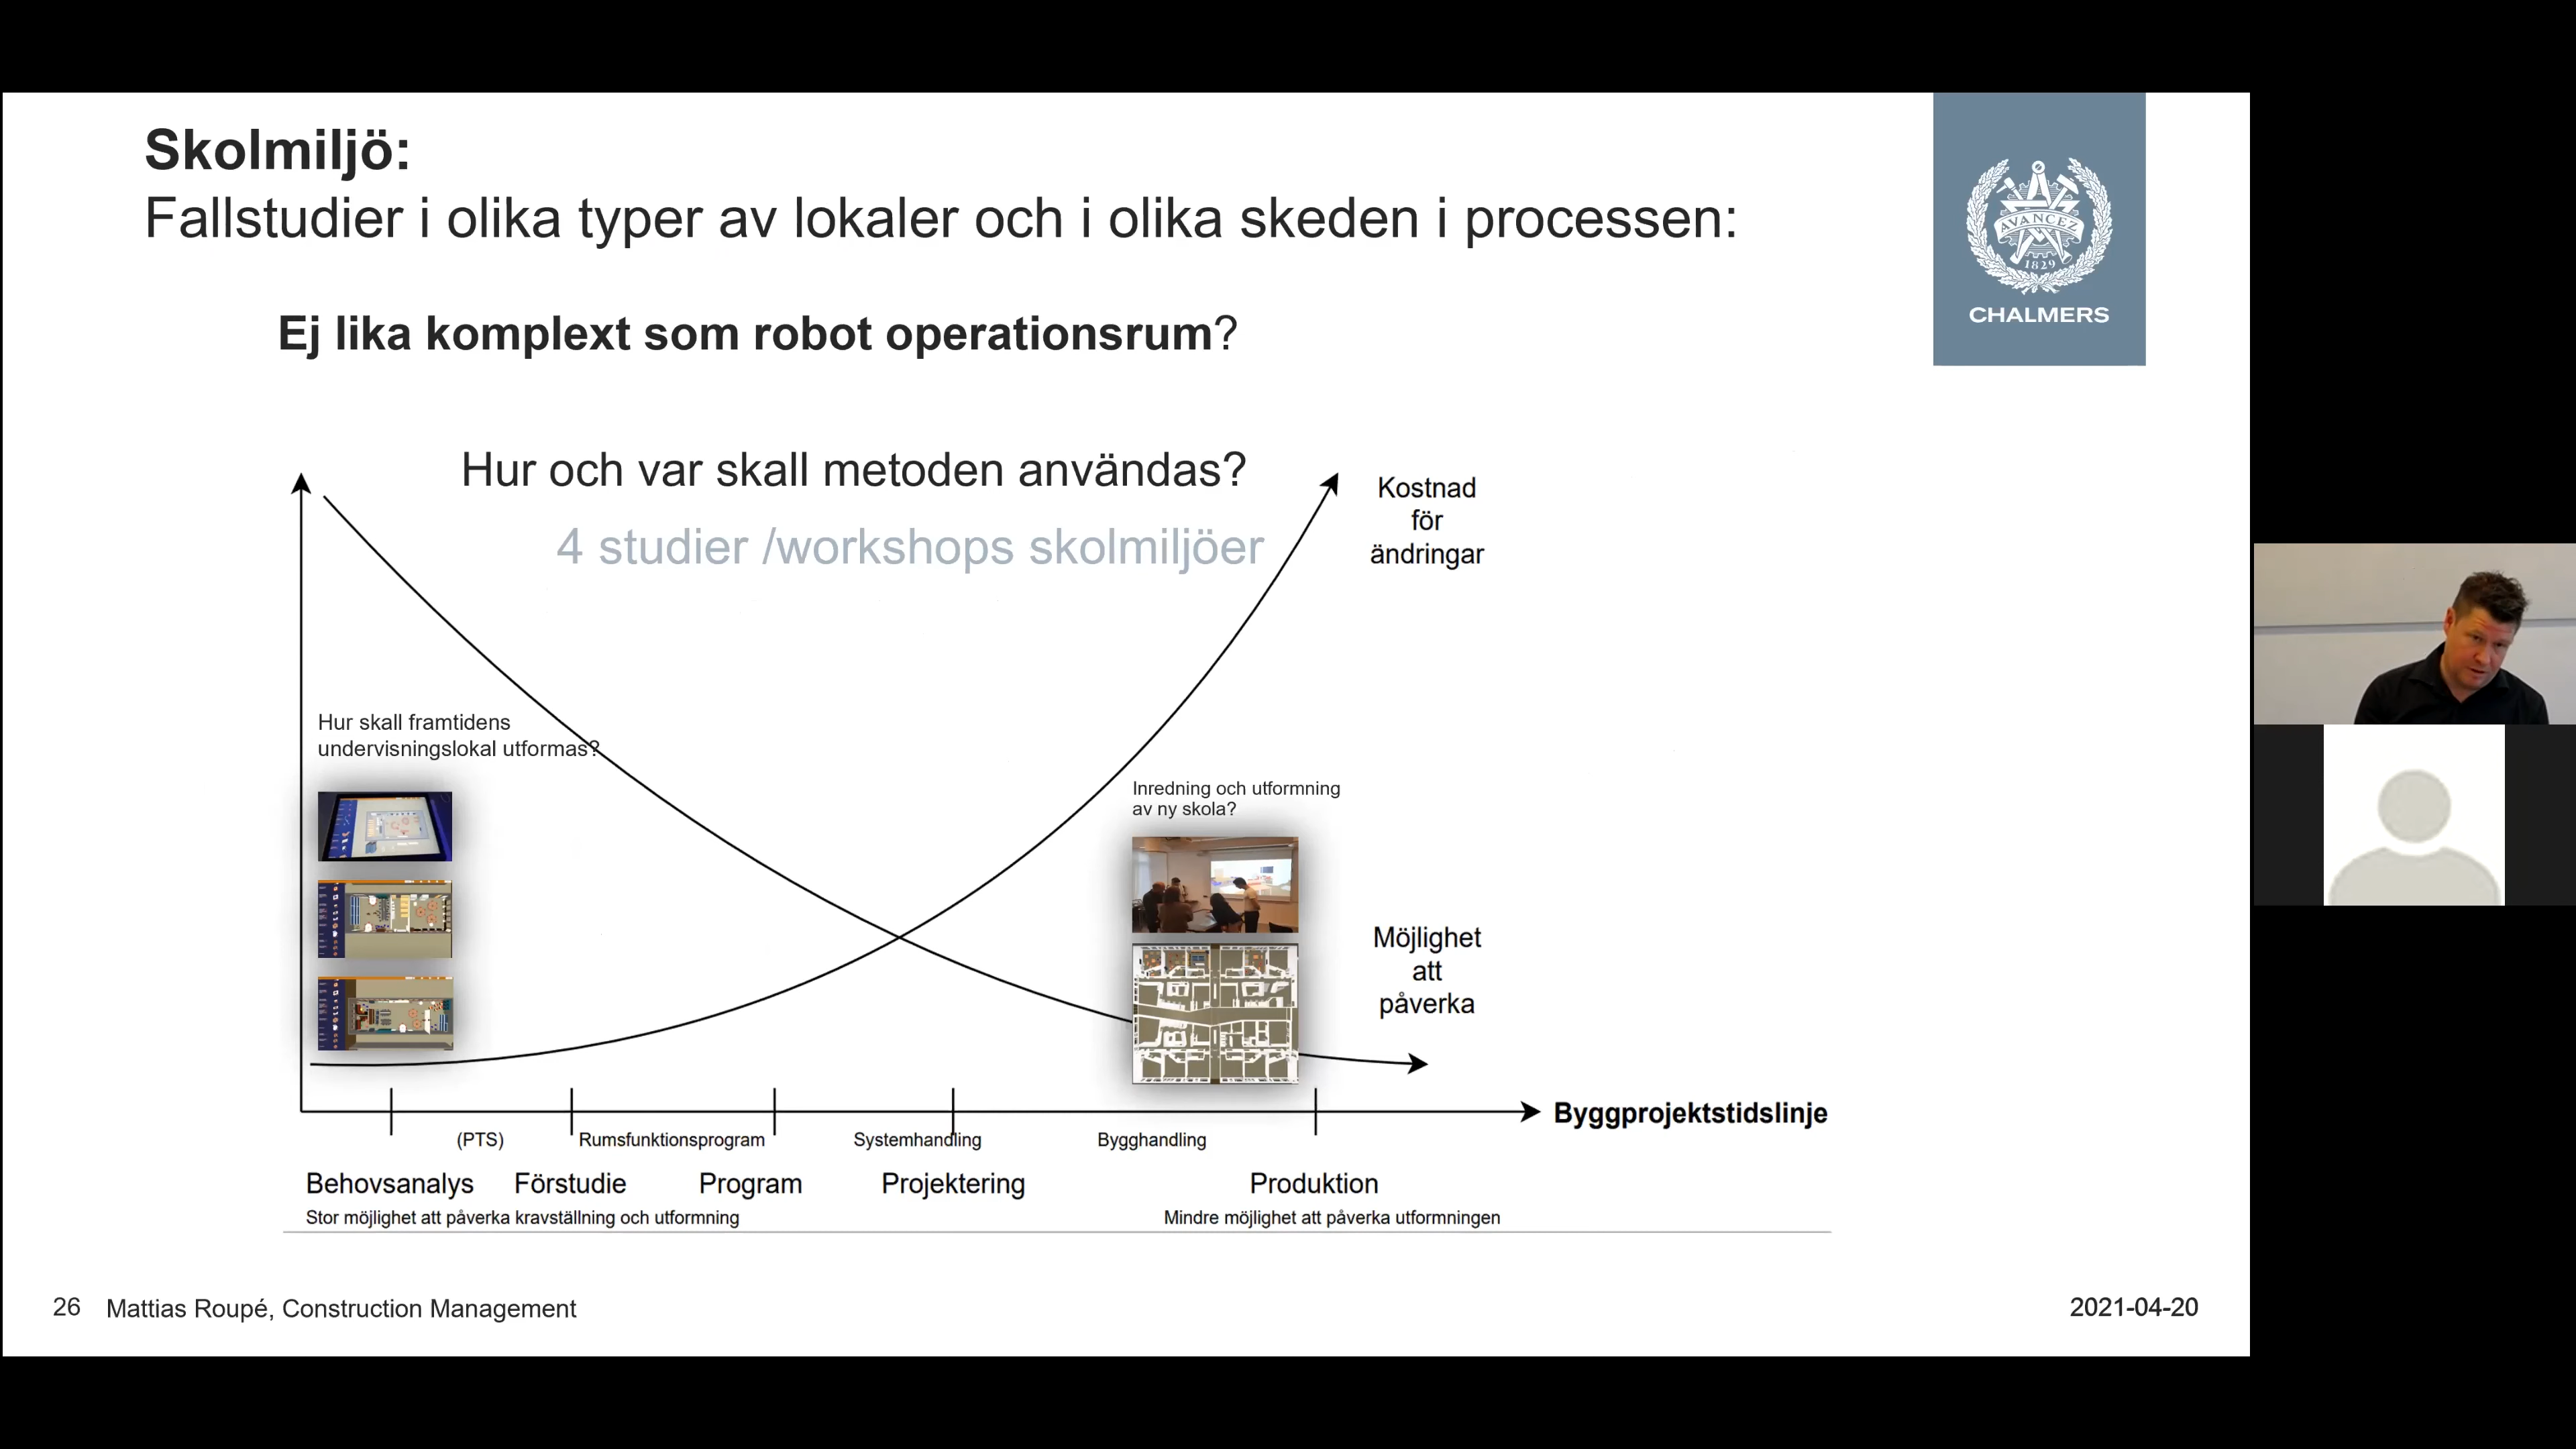 Skolmiljö:
Fallstudier i olika typer av lokaler och i olika skeden i processen:
AVANCEZ
1829
CHALMERS
Ej lika komplext som robot operationsrum?
Hur och var skall metoden användas?
4 studier /workshops skolmiljöer
Kostnad
för
ändringar
Hur skall framtidens
undervisningslokal utformas?
Inredning och utformning
av ny skola?
Möjlighet
att
påverka
Byggprojektstidslinje
(PTS)
Rumsfunktionsprogram
Systemhandling
Bygghandling
Behovsanalys
Förstudie
Program
Projektering
Produktion
Stor möjlighet att påverka kravställning och utformning
Mindre möjlighet att påverka utformningen
26
Mattias Roupé, Construction Management
2021-04-20